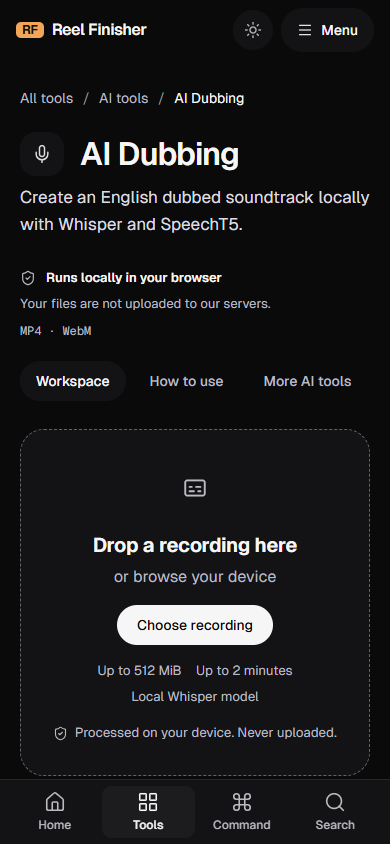 RF Reel Finisher
Menu
All tools / AI tools / AI Dubbing
AI Dubbing
Create an English dubbed soundtrack locally
with Whisper and SpeechT5.
Runs locally in your browser
Your files are not uploaded to our servers.
MP4 · WebM
Workspace
How to use
More AI tools
Drop a recording here
or browse your device
Choose recording
Up to 512 MiB Up to 2 minutes
Local Whisper model
Processed on your device. Never uploaded.
Home
Tools
Command
Search